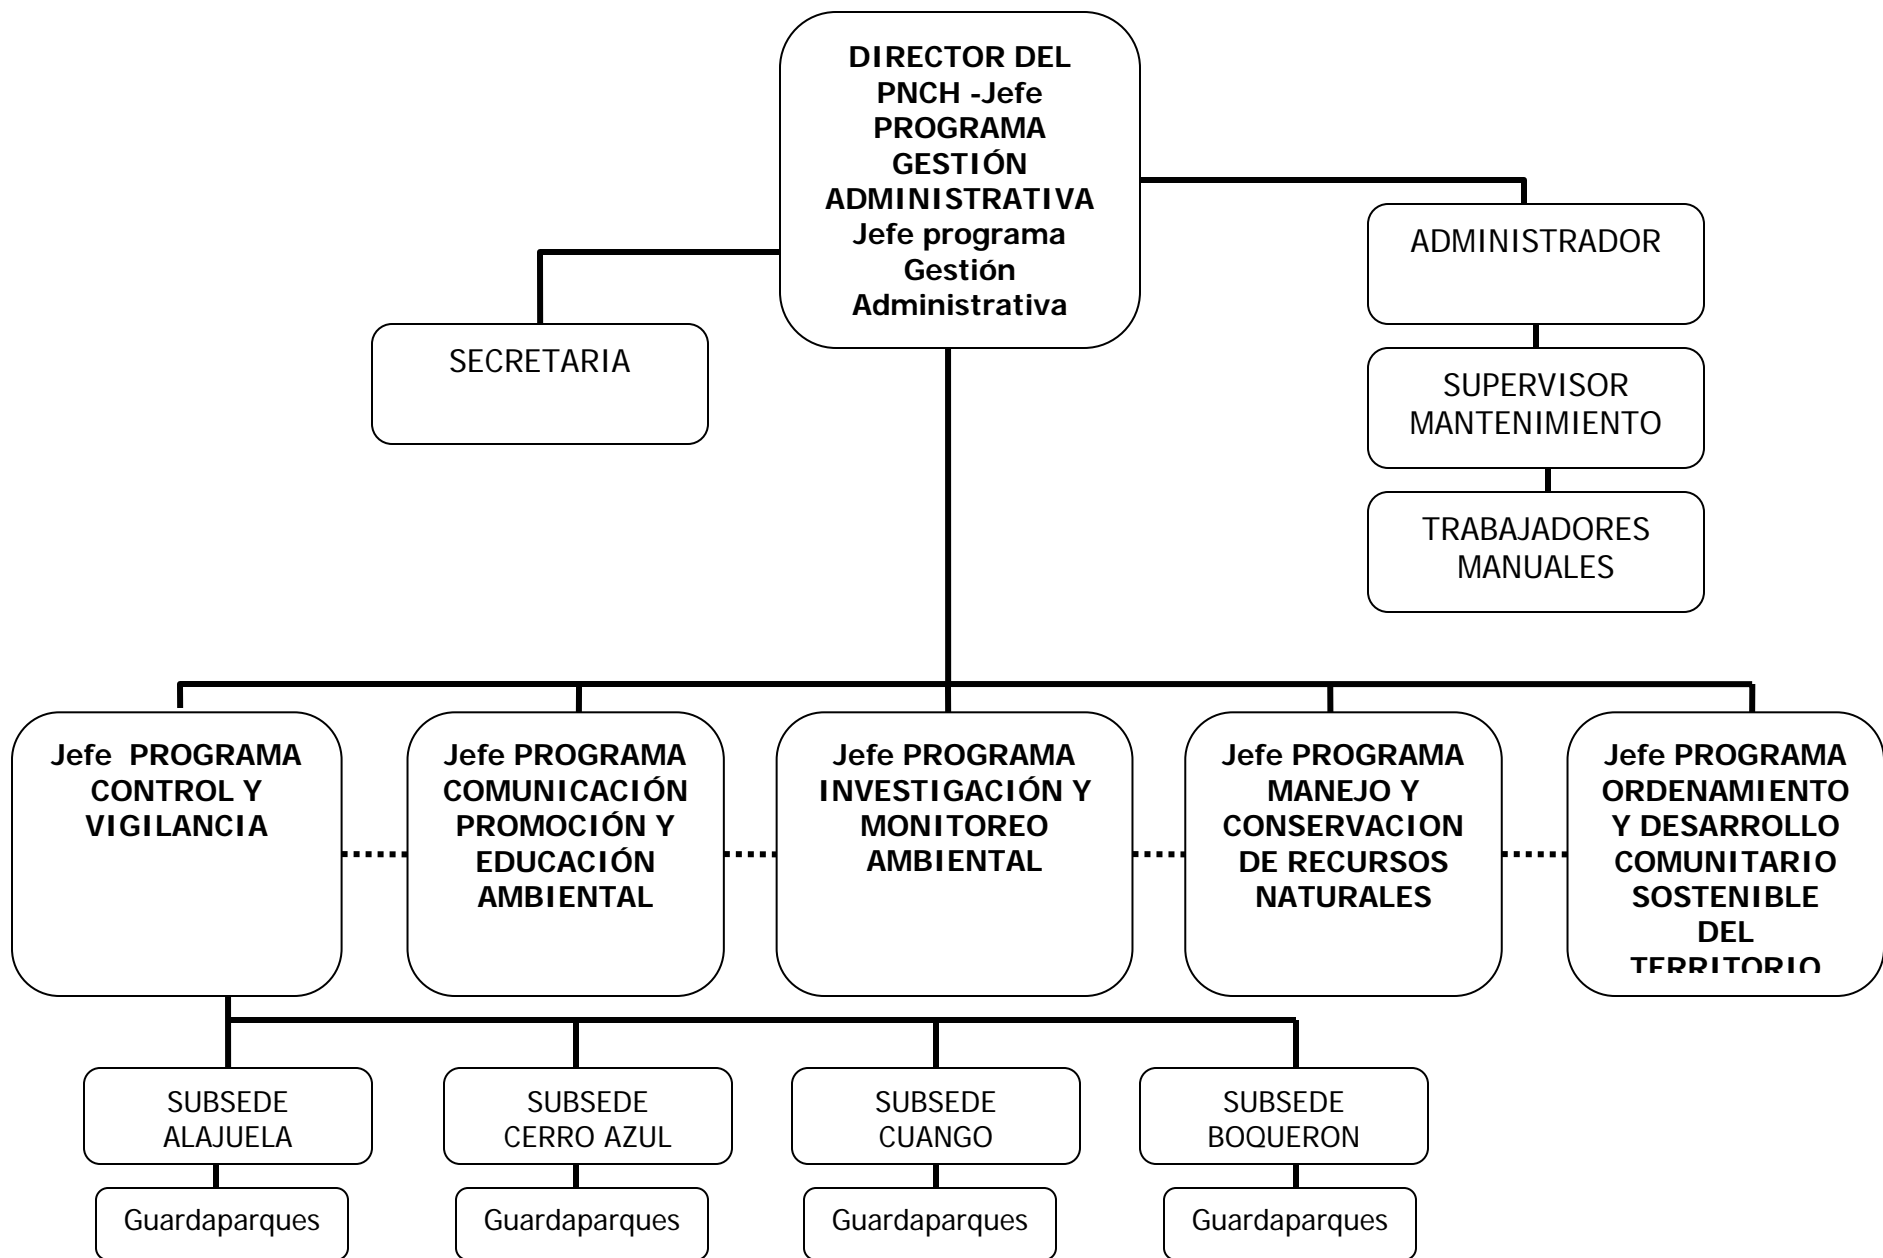 DIRECTOR DEL
PNCH -Jefe
PROGRAMA
GESTIÓN
ADMINISTRATIVA
Jefe programa
Gestión
Administrativa
ADMINISTRADOR
SECRETARIA
SUPERVISOR
MANTENIMIENTO
TRABAJADORES
MANUALES
Jefe PROGRAMA
CONTROL Y
VIGILANCIA
Jefe PROGRAMA
COMUNICACIÓN
PROMOCIÓN Y
EDUCACIÓN
AMBIENTAL
Jefe PROGRAMA
INVESTIGACIÓN Y
MONITOREO
AMBIENTAL
Jefe PROGRAMA
MANEJO Y
CONSERVACION
DE RECURSOS
NATURALES
Jefe PROGRAMA
ORDENAMIENTO
Y DESARROLLO
COMUNITARIO
SOSTENIBLE
DEL
TERRITORIO
SUBSEDE
ALAJUELA
SUBSEDE
CERRO AZUL
SUBSEDE
CUANGO
SUBSEDE
BOQUERON
Guardaparques
Guardaparques
Guardaparques
Guardaparques